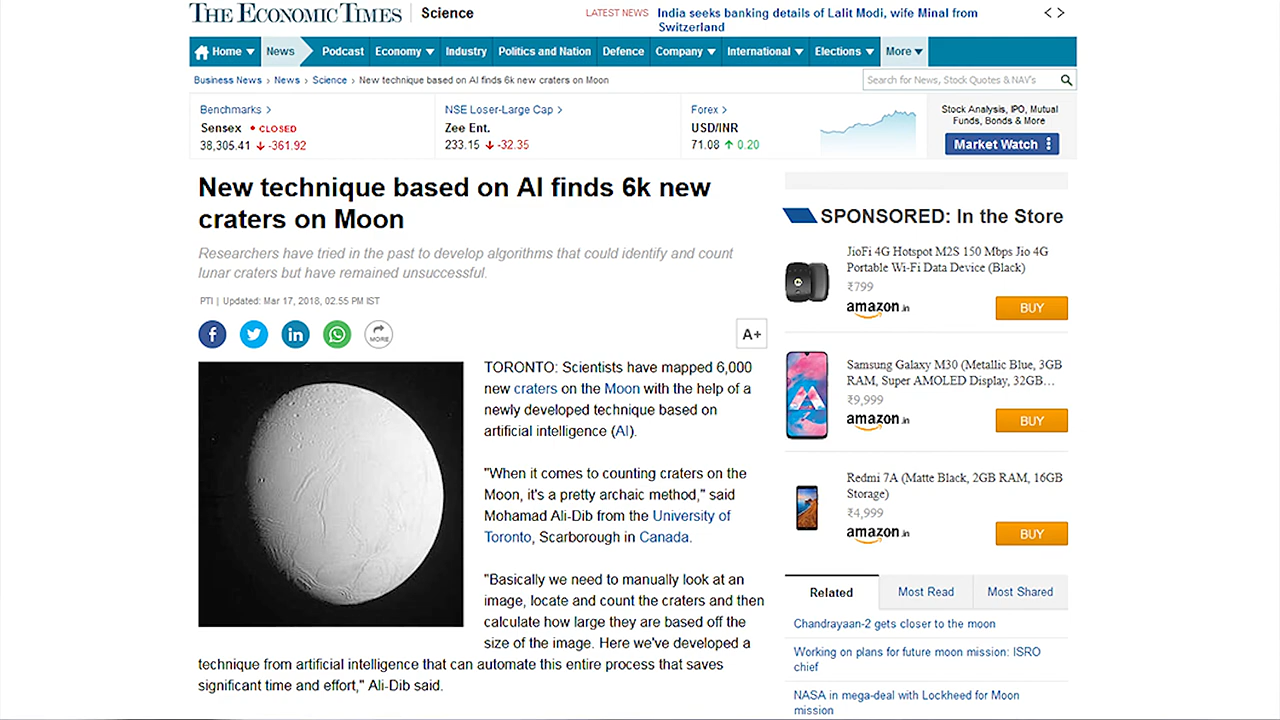 THE ECONOMIC TIMES
Science
LATEST NEWS
India seeks banking details of Lalit Modi, wife Minal from
Switzerland
Home
News
Podcast
Economy
Industry
Politics and Nation
Defence
Company
International
Elections
More
Business News › News › Science › New technique based on AI finds 6k new craters on Moon
Search for News, Stock Quotes & NAV's
Benchmarks >
Sensex • CLOSED
38,305.41 ↓ -361.92
NSE Loser-Large Cap >
Zee Ent.
233.15 ↓ -32.35
Forex >
USD/INR
71.08 ↑ 0.20
Stock Analysis, IPO, Mutual
Funds, Bonds & More
Market Watch
New technique based on AI finds 6k new
craters on Moon
Researchers have tried in the past to develop algorithms that could identify and count
lunar craters but have remained unsuccessful.
PTI | Updated: Mar 17, 2018, 02.55 PM IST
MORE
A+
TORONTO: Scientists have mapped 6,000
new craters on the Moon with the help of a
newly developed technique based on
artificial intelligence (AI).
"When it comes to counting craters on the
Moon, it's a pretty archaic method," said
Mohamad Ali-Dib from the University of
Toronto, Scarborough in Canada.
"Basically we need to manually look at an
image, locate and count the craters and then
calculate how large they are based off the
size of the image. Here we've developed a
technique from artificial intelligence that can automate this entire process that saves
significant time and effort," Ali-Dib said.
SPONSORED: In the Store
JioFi 4G Hotspot M2S 150 Mbps Jio 4G
Portable Wi-Fi Data Device (Black)
₹799
amazon.in
BUY
Samsung Galaxy M30 (Metallic Blue, 3GB
RAM, Super AMOLED Display, 32GB...
₹9,999
amazon.in
BUY
Redmi 7A (Matte Black, 2GB RAM, 16GB
Storage)
₹4,999
amazon.in
BUY
Related
Most Read
Most Shared
Chandrayaan-2 gets closer to the moon
Working on plans for future moon mission: ISRO
chief
NASA in mega-deal with Lockheed for Moon
mission